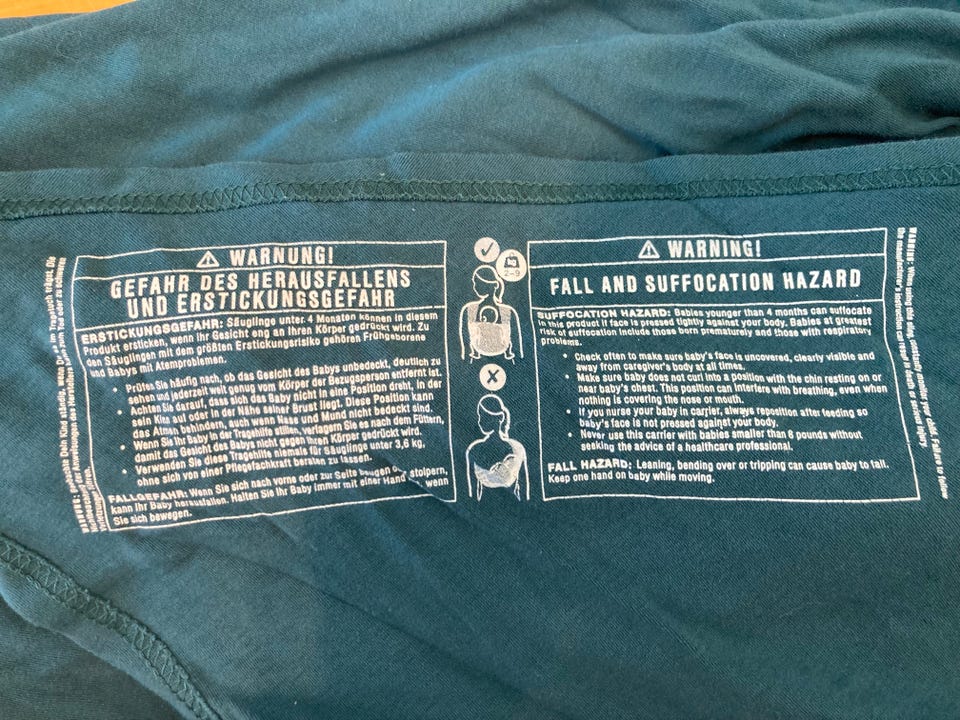 WARNUNG!
GEFAHR DES HERAUSFALLENS
UND ERSTICKUNGSGEFAHR
ERSTICKUNGSGEFAHR: Säuglinge unter 4 Monaten können in diesem
Produkt ersticken, wenn ihr Gesicht eng an Ihren Körper gedrückt wird. Zu
den Säuglingen mit dem größten Erstickungsrisiko gehören Frühgeborene
und Babys mit Atemproblemen.
• Prüfen Sie häufig nach, ob das Gesicht des Babys unbedeckt, deutlich zu
sehen und jederzeit weit genug vom Körper der Bezugsperson entfernt ist.
• Achten Sie darauf, dass sich das Baby nicht in eine Position dreht, in der
sein Kinn auf oder in der Nähe seiner Brust liegt. Diese Position kann
das Atmen behindern, auch wenn Nase und Mund nicht bedeckt sind.
• Wenn Sie Ihr Baby in der Tragehilfe stillen, verlagern Sie es nach dem Füttern,
damit das Gesicht des Babys nicht gegen Ihren Körper gedrückt wird.
• Verwenden Sie diese Tragehilfe niemals für Säuglinge unter 3,6 kg,
ohne sich von einer Pflegefachkraft beraten zu lassen.
FALLGEFAHR: Wenn Sie sich nach vorne oder zur Seite stolpern,
kann Ihr Baby herausfallen. Halten Sie Ihr Baby immer mit einer Hand wenn
Sie sich bewegen.
kg
2-9
WARNING!
FALL AND SUFFOCATION HAZARD
SUFFOCATION HAZARD: Babies younger than 4 months can suffocate
in this product if face is pressed tightly against your body. Babies at greatest
risk of suffocation include those born prematurely and those with respiratory
problems.
• Check often to make sure baby's face is uncovered, clearly visible and
away from caregiver's body at all times.
• Make sure baby does not curl into a position with the chin resting on or
near baby's chest. This position can interfere with breathing, even when
nothing is covering the nose or mouth.
• If you nurse your baby in carrier, always reposition after feeding so
baby's face is not pressed against your body.
• Never use this carrier with babies smaller than 8 pounds without
seeking the advice of a healthcare professional.
FALL HAZARD: Leaning, bending over or tripping can cause baby to fall.
Keep one hand on baby while moving.